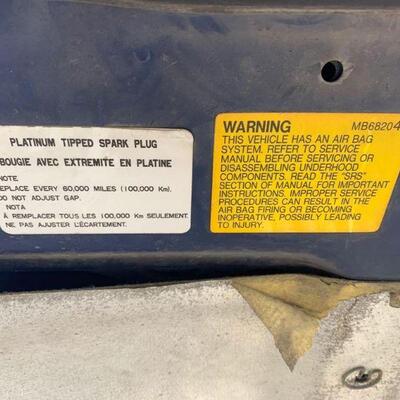 PLATINUM TIPPED SPARK PLUG
BOUGIE AVEC EXTREMITE EN PLATINE
NOTE
REPLACE EVERY 60,000 MILES (100,000 Km).
DO NOT ADJUST GAP.
NOTA
À REMPLACER TOUS LES 100,000 Km SEULEMENT.
NE PAS AJUSTER L'ÉCARTEMENT.
WARNING MB68204
THIS VEHICLE HAS AN AIR BAG
SYSTEM. REFER TO SERVICE
MANUAL BEFORE SERVICING OR
DISASSEMBLING UNDERHOOD
COMPONENTS. READ THE "SRS"
SECTION OF MANUAL FOR IMPORTANT
INSTRUCTIONS. IMPROPER SERVICE
PROCEDURES CAN RESULT IN THE
AIR BAG FIRING OR BECOMING
INOPERATIVE, POSSIBLY LEADING
TO INJURY.